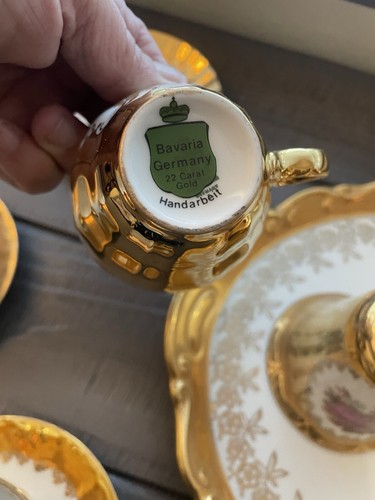 Bavaria
Germany
22 Carat
Gold
Handarbeit